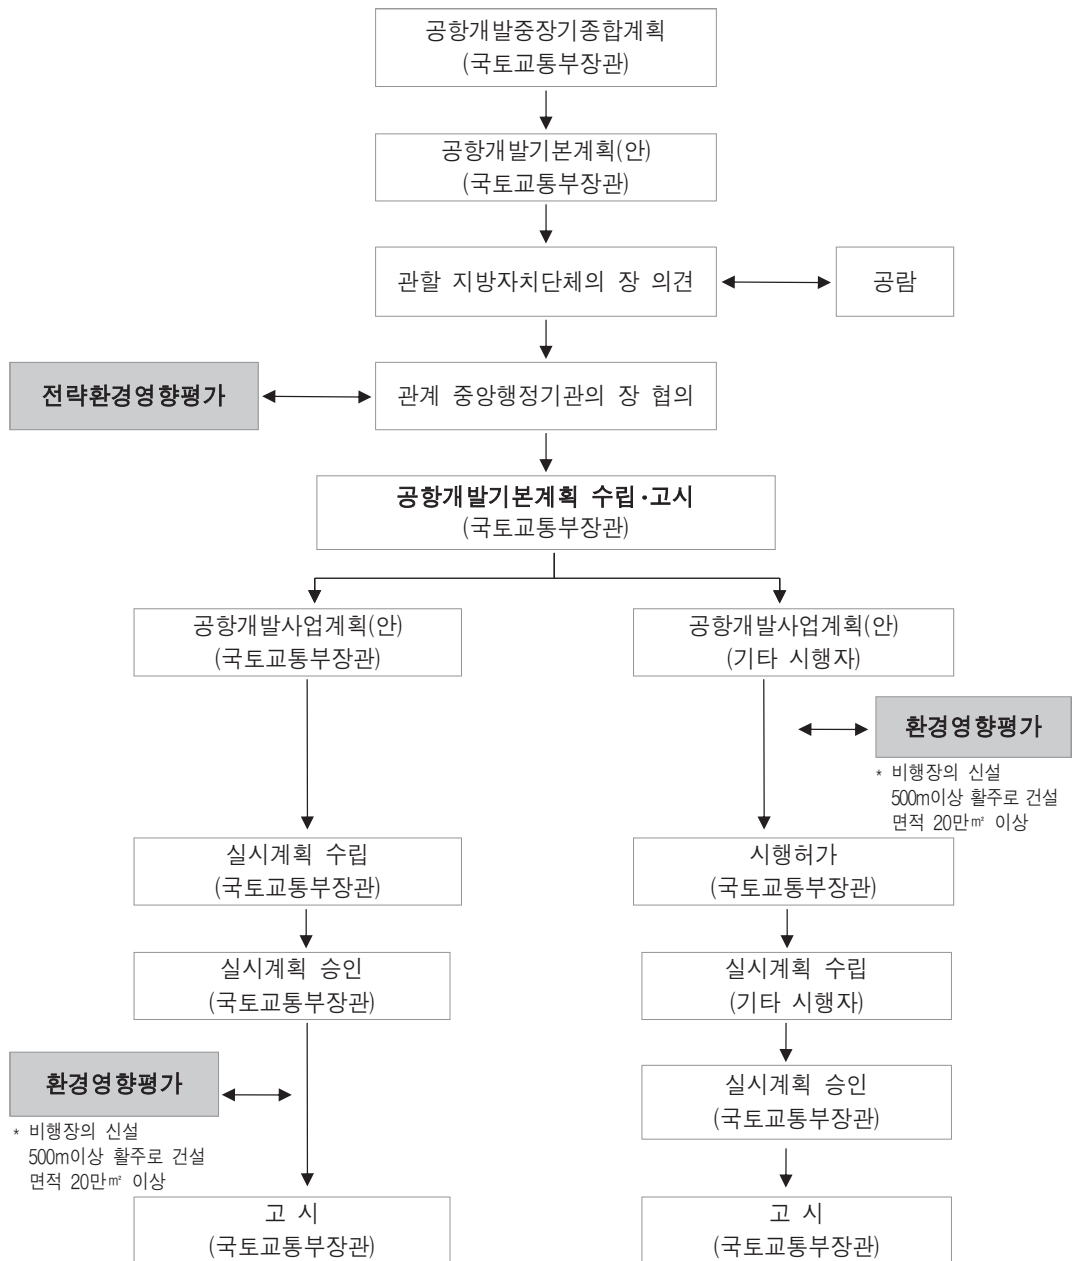 공항개발중장기종합계획
(국토교통부장관)
공항개발기본계획(안)
(국토교통부장관)
관할 지방자치단체의 장 의견
공람
전략환경영향평가
관계 중앙행정기관의 장 협의
공항개발기본계획 수립·고시
(국토교통부장관)
공항개발사업계획(안)
(국토교통부장관)
공항개발사업계획(안)
(기타 시행자)
환경영향평가
* 비행장의 신설
500m이상 활주로 건설
면적 20만㎡ 이상
실시계획 수립
(국토교통부장관)
시행허가
(국토교통부장관)
실시계획 승인
(국토교통부장관)
실시계획 수립
(기타 시행자)
환경영향평가
* 비행장의 신설
500m이상 활주로 건설
면적 20만㎡ 이상
실시계획 승인
(국토교통부장관)
고 시
(국토교통부장관)
고 시
(국토교통부장관)